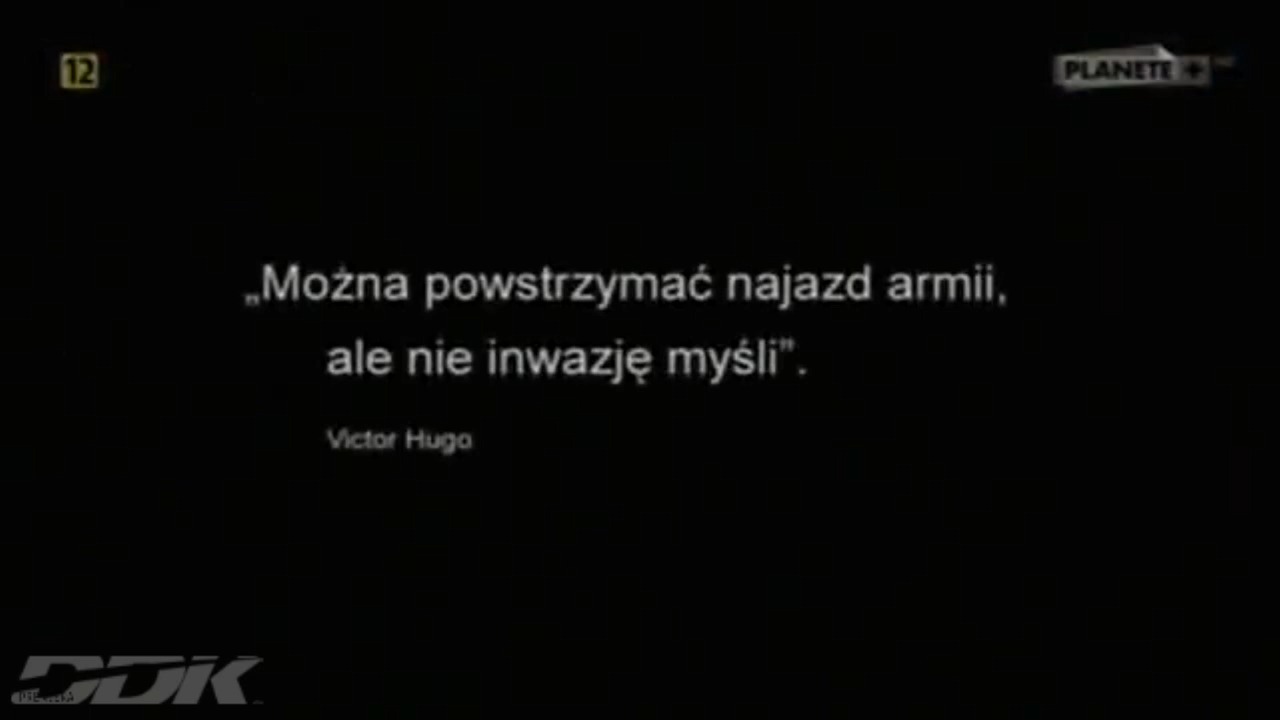 12
PLANETE +
„Można powstrzymać najazd armii,
ale nie inwazję myśli”.
Victor Hugo
DDK